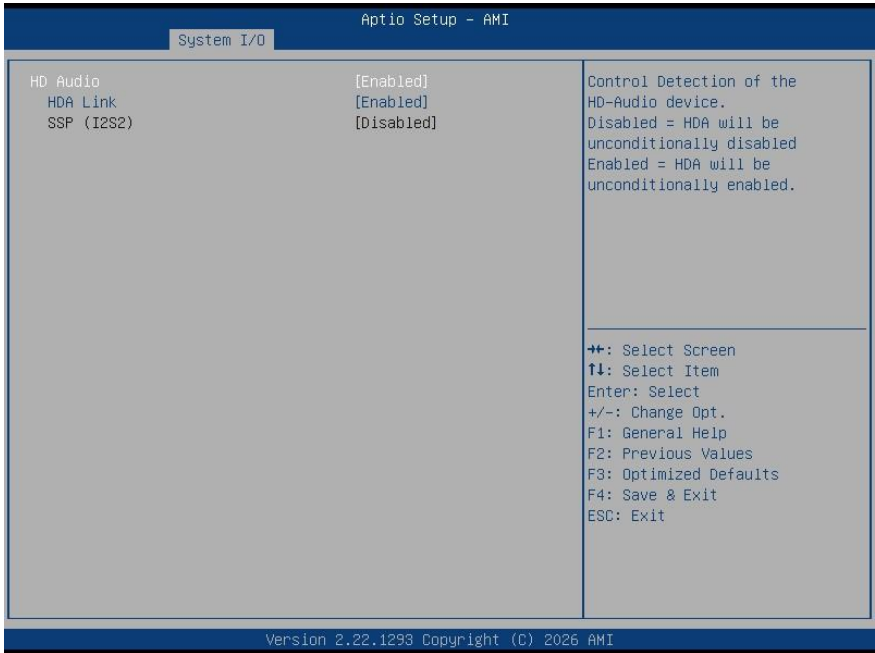 Aptio Setup – AMI
System I/O
HD Audio [Enabled]
HDA Link [Enabled]
SSP (I2S2) [Disabled]
Control Detection of the
HD-Audio device.
Disabled = HDA will be
unconditionally disabled
Enabled = HDA will be
unconditionally enabled.
→←: Select Screen
↑↓: Select Item
Enter: Select
+/-: Change Opt.
F1: General Help
F2: Previous Values
F3: Optimized Defaults
F4: Save & Exit
ESC: Exit
Version 2.22.1293 Copyright (C) 2026 AMI